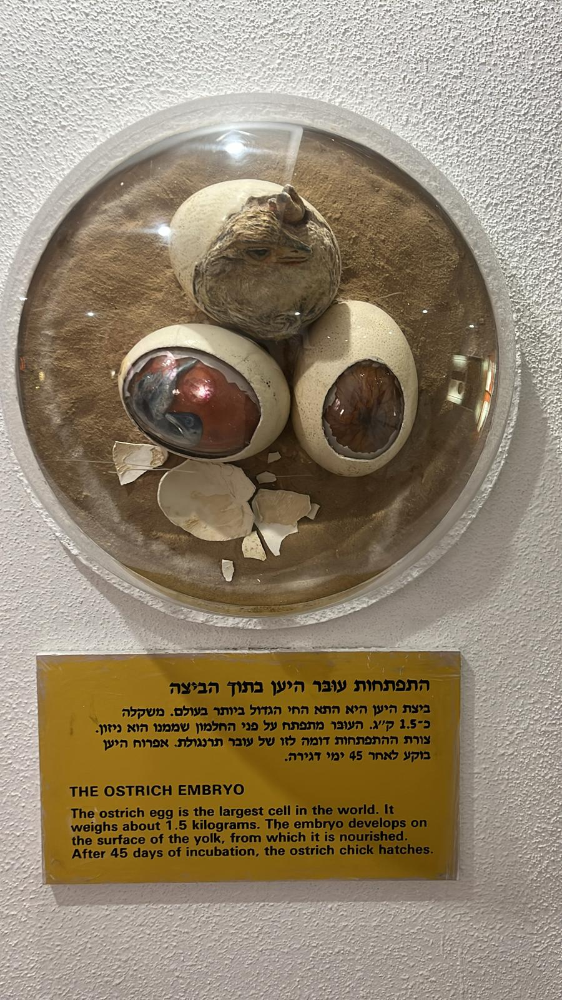 התפתחות עובר היען בתוך הביצה
ביצת היען היא התא החי הגדול ביותר בעולם. משקלה
כ-1.5 ק"ג. העובר מתפתח על פני החלמון שממנו הוא ניזון.
צורת ההתפתחות דומה לזו של עובר תרנגולת. אפרוח היען
בוקע לאחר 45 ימי דגירה.
THE OSTRICH EMBRYO
The ostrich egg is the largest cell in the world. It
weighs about 1.5 kilograms. The embryo develops on
the surface of the yolk, from which it is nourished.
After 45 days of incubation, the ostrich chick hatches.